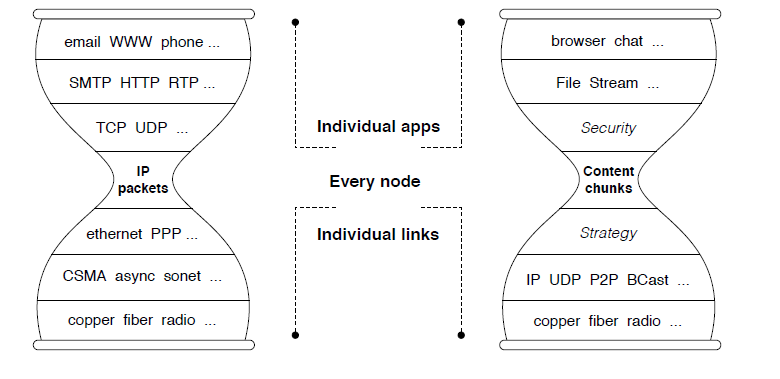 email WWW phone ...
SMTP HTTP RTP ...
TCP UDP ...
IP
packets
ethernet PPP ...
CSMA async sonet ...
copper fiber radio ...
Individual apps
Every node
Individual links
browser chat ...
File Stream ...
Security
Content
chunks
Strategy
IP UDP P2P BCast ...
copper fiber radio ...